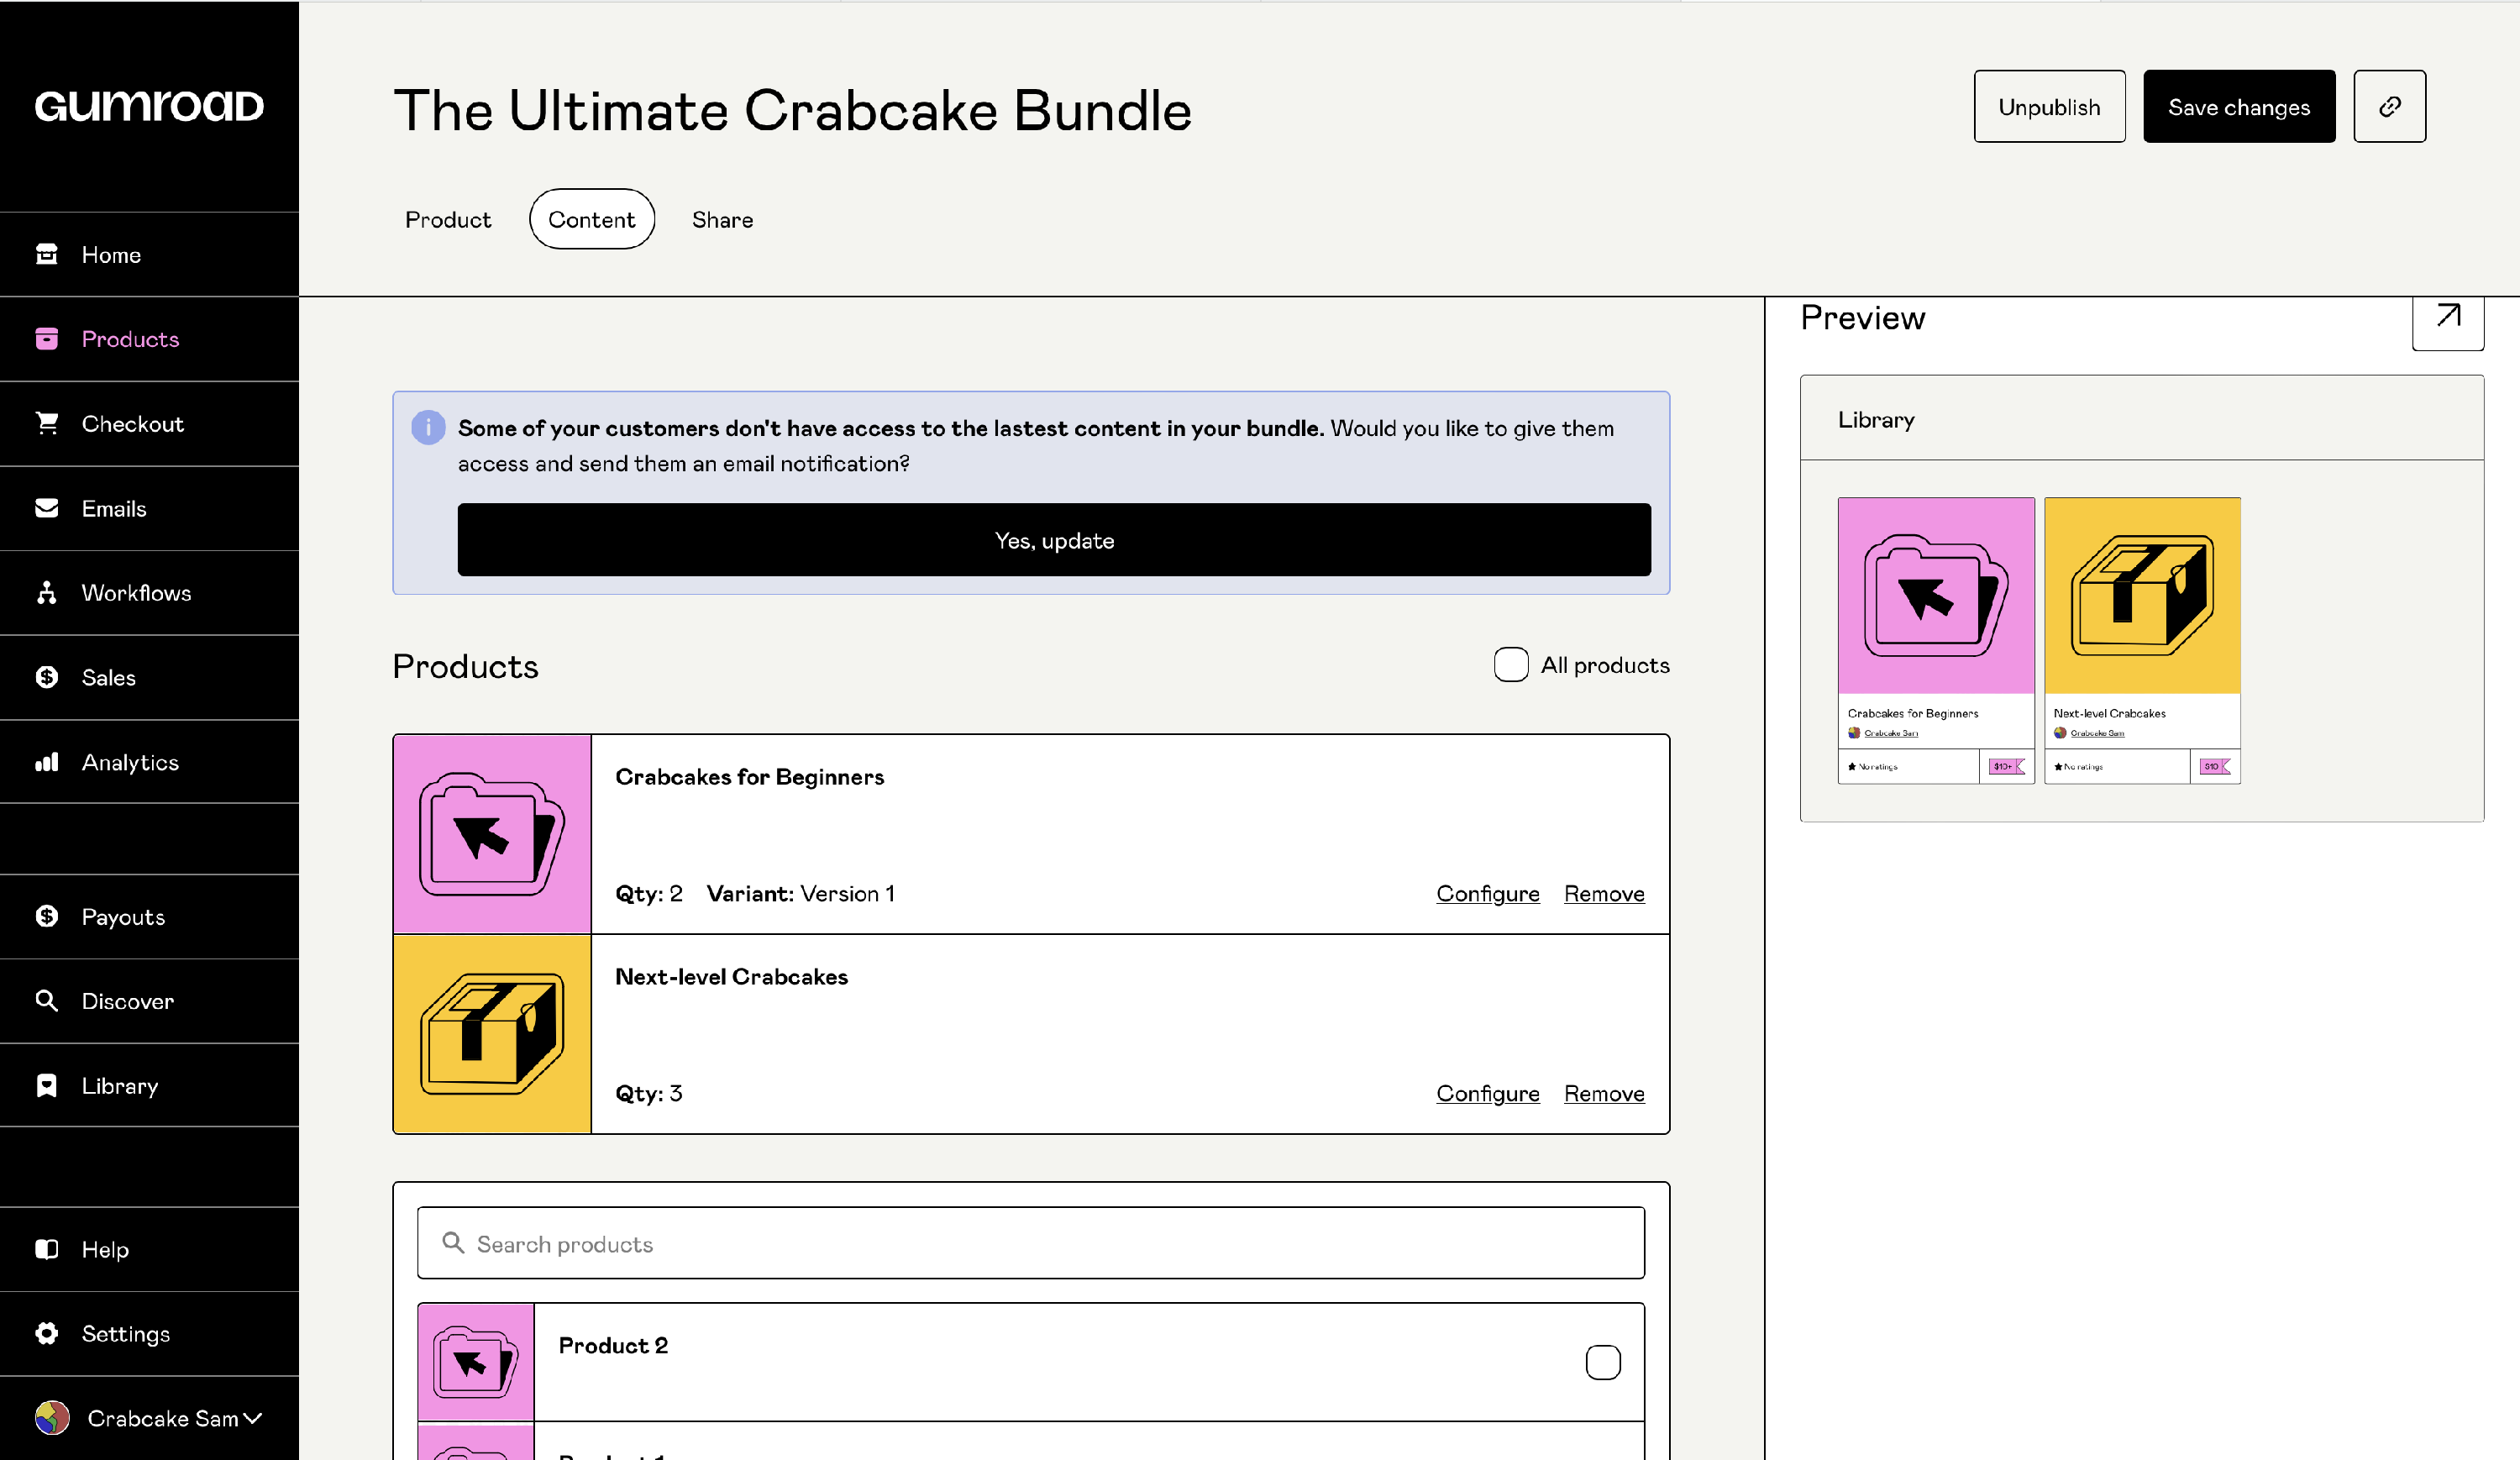 GUMROAD
Home
Products
Checkout
Emails
Workflows
Sales
Analytics
Payouts
Discover
Library
Help
Settings
Crabcake Sam
The Ultimate Crabcake Bundle
Unpublish
Save changes
Product
Content
Share
Some of your customers don't have access to the lastest content in your bundle. Would you like to give them
access and send them an email notification?
Yes, update
Products
All products
Crabcakes for Beginners
Qty: 2 Variant: Version 1
Configure Remove
Next-level Crabcakes
Qty: 3
Configure Remove
Search products
Product 2
Product 1
Preview
Library
Crabcakes for Beginners
Crabcake Sam
No ratings
$10+
Next-level Crabcakes
Crabcake Sam
No ratings
$10